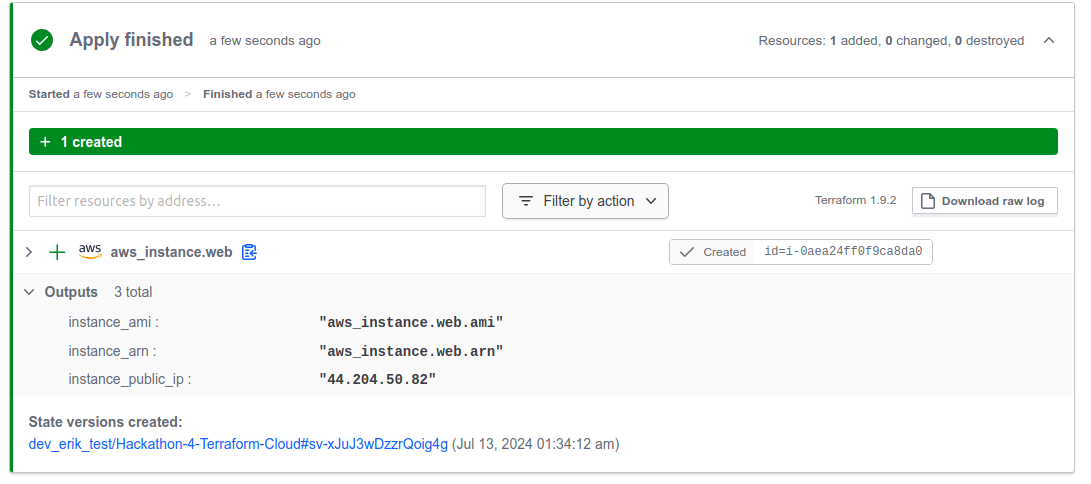 Apply finished a few seconds ago Resources: 1 added, 0 changed, 0 destroyed
Started a few seconds ago > Finished a few seconds ago
+ 1 created
Filter resources by address... Filter by action Terraform 1.9.2 Download raw log
aws aws_instance.web Created id=i-0aea24ff0f9ca8da0
Outputs 3 total
instance_ami : "aws_instance.web.ami"
instance_arn : "aws_instance.web.arn"
instance_public_ip : "44.204.50.82"
State versions created:
dev_erik_test/Hackathon-4-Terraform-Cloud#sv-xJuJ3wDzzrQoig4g (Jul 13, 2024 01:34:12 am)